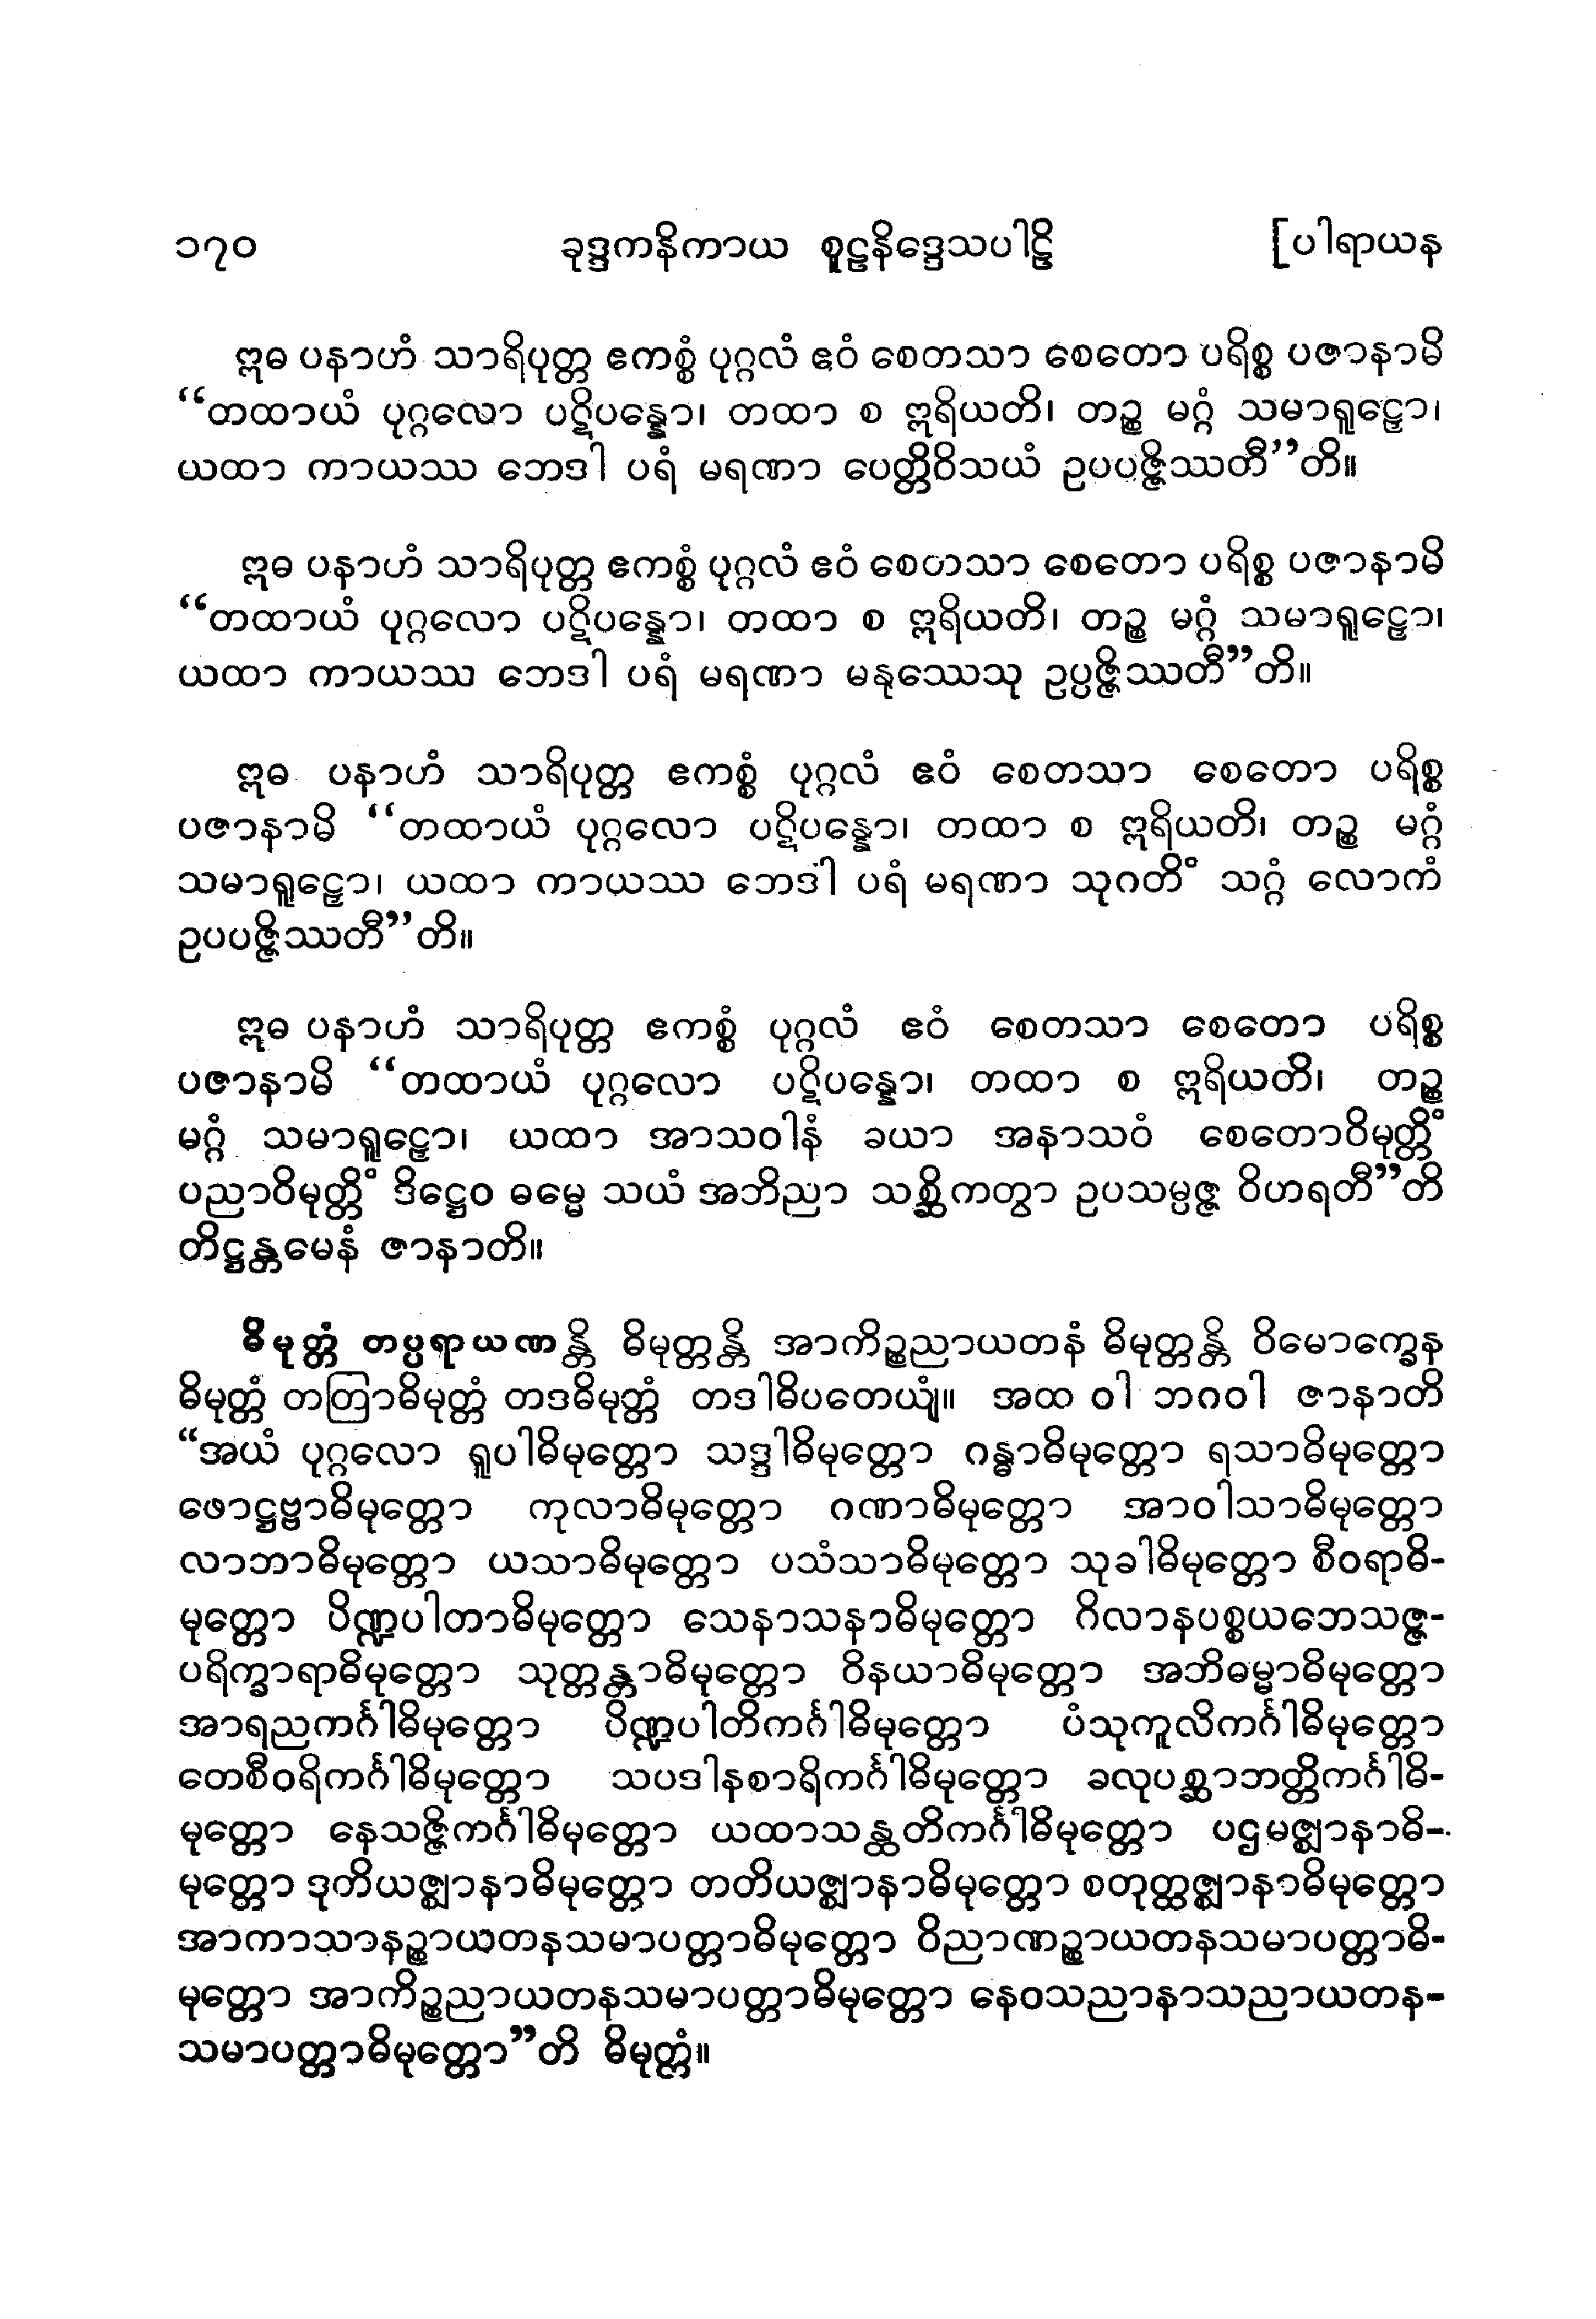 ၁၇၀ ခုဒ္ဒကနိကာယ စူဠနိဒ္ဒေသပါဠိ [ပါရာယန
ဣဓ ပနာဟံ သာရိပုတ္တ ဧကစ္စံ ပုဂ္ဂလံ ဧဝံ စေတသာ စေတော ပရိစ္စ ပဇာနာမိ
“တထာယံ ပုဂ္ဂလော ပဋိပန္နော၊ တထာ စ ဣရိယတိ၊ တဉ္စ မဂ္ဂံ သမာရူဠှော၊
ယထာ ကာယဿ ဘေဒါ ပရံ မရဏာ ပေတ္တိဝိသယံ ဥပပဇ္ဇိဿတီ”တိ။
ဣဓ ပနာဟံ သာရိပုတ္တ ဧကစ္စံ ပုဂ္ဂလံ ဧဝံ စေတသာ စေတော ပရိစ္စ ပဇာနာမိ
“တထာယံ ပုဂ္ဂလော ပဋိပန္နော၊ တထာ စ ဣရိယတိ၊ တဉ္စ မဂ္ဂံ သမာရူဠှော၊
ယထာ ကာယဿ ဘေဒါ ပရံ မရဏာ မနုဿေသု ဥပ္ပဇ္ဇိဿတီ”တိ။
ဣဓ ပနာဟံ သာရိပုတ္တ ဧကစ္စံ ပုဂ္ဂလံ ဧဝံ စေတသာ စေတော ပရိစ္စ
ပဇာနာမိ “တထာယံ ပုဂ္ဂလော ပဋိပန္နော၊ တထာ စ ဣရိယတိ၊ တဉ္စ မဂ္ဂံ
သမာရူဠှော၊ ယထာ ကာယဿ ဘေဒါ ပရံ မရဏာ သုဂတိံ သဂ္ဂံ လောကံ
ဥပပဇ္ဇိဿတီ”တိ။
ဣဓ ပနာဟံ သာရိပုတ္တ ဧကစ္စံ ပုဂ္ဂလံ ဧဝံ စေတသာ စေတော ပရိစ္စ
ပဇာနာမိ “တထာယံ ပုဂ္ဂလော ပဋိပန္နော၊ တထာ စ ဣရိယတိ၊ တဉ္စ
မဂ္ဂံ သမာရူဠှော၊ ယထာ အာသဝါနံ ခယာ အနာသဝံ စေတောဝိမုတ္တိံ
ပညာဝိမုတ္တိံ ဒိဋ္ဌေဝ ဓမ္မေ သယံ အဘိညာ သစ္ဆိကတွာ ဥပသမ္ပဇ္ဇ ဝိဟရတီ”တိ
တိဋ္ဌန္တမေနံ ဇာနာတိ။
ဓိမုတ္တံ တပ္ပရာယဏန္တိ ဓိမုတ္တန္တိ အာကိဉ္စညာယတနံ ဓိမုတ္တန္တိ ဝိမောက္ခေန
ဓိမုတ္တံ တတြာဓိမုတ္တံ တဒဓိမုတ္တံ တဒါဓိပတေယျံ။ အထ ဝါ ဘဂဝါ ဇာနာတိ
“အယံ ပုဂ္ဂလော ရူပါဓိမုတ္တော သဒ္ဒါဓိမုတ္တော ဂန္ဓာဓိမုတ္တော ရသာဓိမုတ္တော
ဖောဋ္ဌဗ္ဗာဓိမုတ္တော ကုလာဓိမုတ္တော ဂဏာဓိမုတ္တော အာဝါသာဓိမုတ္တော
လာဘာဓိမုတ္တော ယသာဓိမုတ္တော ပသံသာဓိမုတ္တော သုခါဓိမုတ္တော စီဝရာဓိ-
မုတ္တော ပိဏ္ဍပါတာဓိမုတ္တော သေနာသနာဓိမုတ္တော ဂိလာနပစ္စယဘေသဇ္ဇ-
ပရိက္ခာရာဓိမုတ္တော သုတ္တန္တာဓိမုတ္တော ဝိနယာဓိမုတ္တော အဘိဓမ္မာဓိမုတ္တော
အာရညကင်္ဂါဓိမုတ္တော ပိဏ္ဍပါတိကင်္ဂါဓိမုတ္တော ပံသုကူလိကင်္ဂါဓိမုတ္တော
တေစီဝရိကင်္ဂါဓိမုတ္တော သပဒါနစာရိကင်္ဂါဓိမုတ္တော ခလုပစ္ဆာဘတ္တိကင်္ဂါဓိ-
မုတ္တော နေသဇ္ဇိကင်္ဂါဓိမုတ္တော ယထာသန္ထတိကင်္ဂါဓိမုတ္တော ပဌမဇ္ဈာနာဓိ-
မုတ္တော ဒုတိယဇ္ဈာနာဓိမုတ္တော တတိယဇ္ဈာနာဓိမုတ္တော စတုတ္ထဇ္ဈာနာဓိမုတ္တော
အာကာသာနဉ္စာယတနသမာပတ္တာဓိမုတ္တော ဝိညာဏဉ္စာယတနသမာပတ္တာဓိ-
မုတ္တော အာကိဉ္စညာယတနသမာပတ္တာဓိမုတ္တော နေဝသညာနာသညာယတန-
သမာပတ္တာဓိမုတ္တော”တိ ဓိမုတ္တံ။